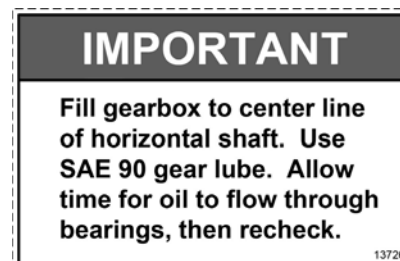 IMPORTANT
Fill gearbox to center line
of horizontal shaft.  Use
SAE 90 gear lube.  Allow
time for oil to flow through
bearings, then recheck.